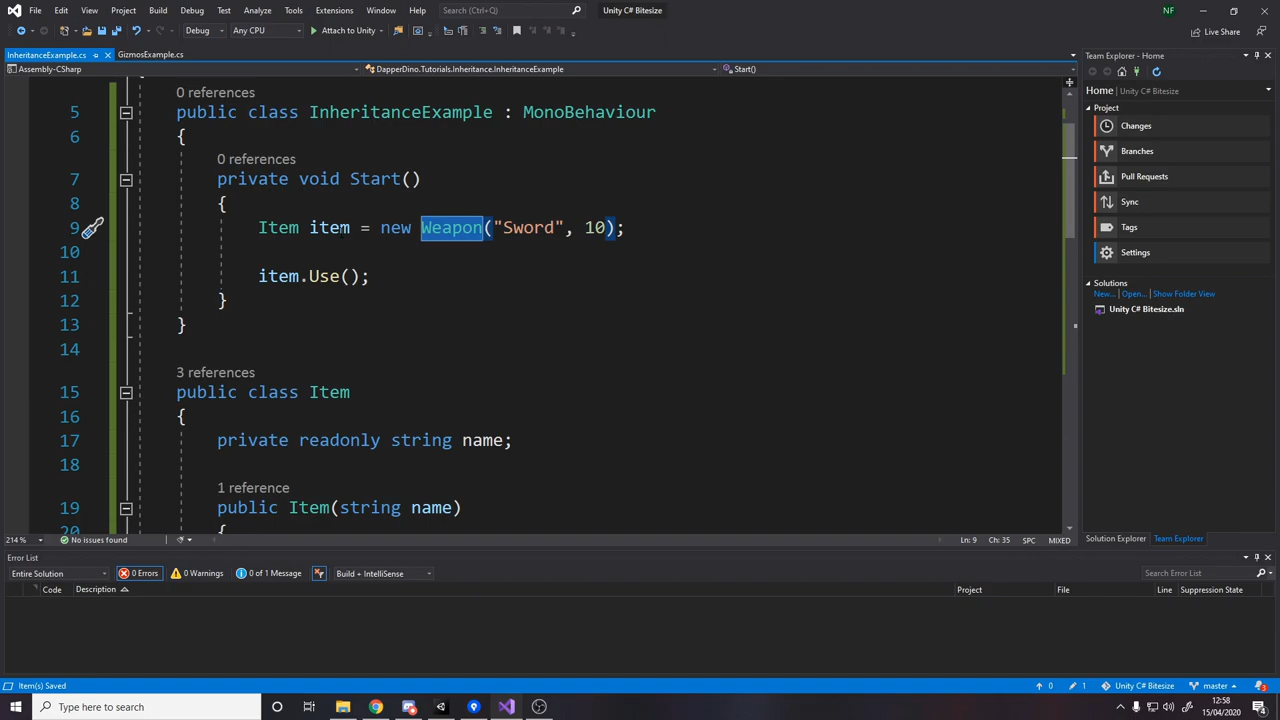 File Edit View Project Build Debug Test Analyze Tools Extensions Window Help Search (Ctrl+Q) Unity C# Bitesize NF
Debug Any CPU Attach to Unity Live Share
InheritanceExample.cs GizmosExample.cs
Assembly-CSharp DapperDino.Tutorials.Inheritance.InheritanceExample Start()
0 references
5 public class InheritanceExample : MonoBehaviour
6 {
0 references
7 private void Start()
8 {
9 Item item = new Weapon("Sword", 10);
10
11 item.Use();
12 }
13 }
14
3 references
15 public class Item
16 {
17 private readonly string name;
18
1 reference
19 public Item(string name)
20 {
214 % No issues found Ln: 9 Ch: 35 SPC MIXED
Team Explorer - Home
Home Unity C# Bitesize
Project
Changes
Branches
Pull Requests
Sync
Tags
Settings
Solutions
New... Open... Show Folder View
Unity C# Bitesize.sln
Solution Explorer Team Explorer
Error List
Entire Solution 0 Errors 0 Warnings 0 of 1 Message Build + IntelliSense Search Error List
Code Description Project File Line Suppression State
Item(s) Saved 0 1 Unity C# Bitesize master 3
Type here to search 12:58
15/04/2020 2